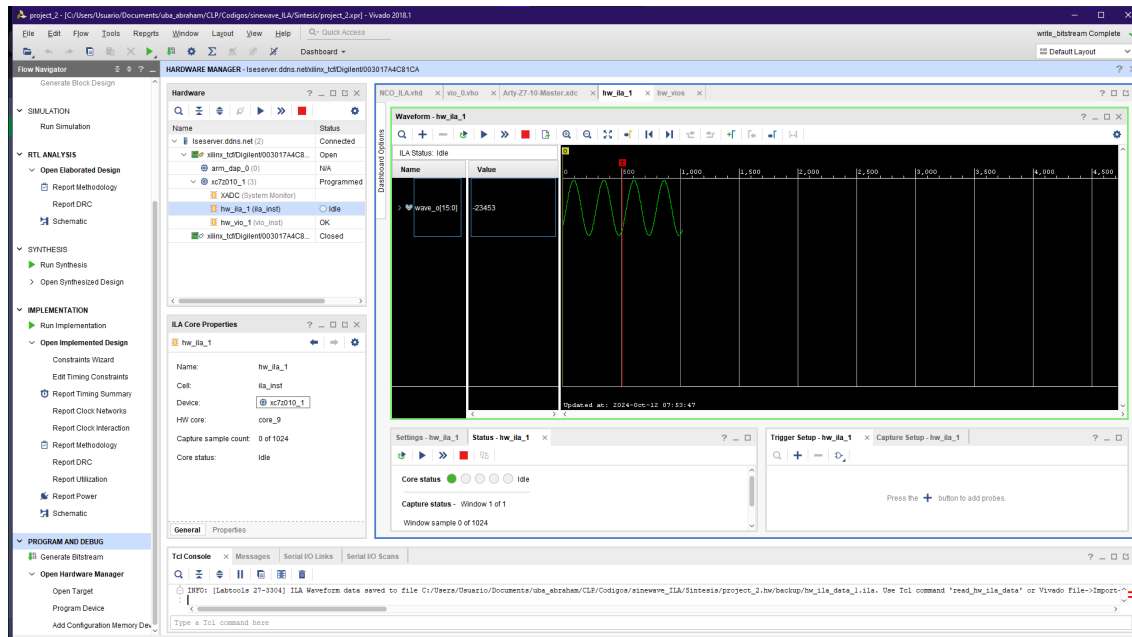 project_2 - [C:/Users/Usuario/Documents/uba_abraham/CLP/Codigos/sinewave_ILA/Sintesis/project_2.xpr] - Vivado 2018.1
File Edit Flow Tools Reports Window Layout View Help Quick Access
write_bitstream Complete
Dashboard
Default Layout
Flow Navigator
HARDWARE MANAGER - lseserver.ddns.net/xilinx_tcf/Digilent/003017A4C81CA
Generate Block Design
SIMULATION
Run Simulation
RTL ANALYSIS
Open Elaborated Design
Report Methodology
Report DRC
Schematic
SYNTHESIS
Run Synthesis
Open Synthesized Design
IMPLEMENTATION
Run Implementation
Open Implemented Design
Constraints Wizard
Edit Timing Constraints
Report Timing Summary
Report Clock Networks
Report Clock Interaction
Report Methodology
Report DRC
Report Utilization
Report Power
Schematic
PROGRAM AND DEBUG
Generate Bitstream
Open Hardware Manager
Open Target
Program Device
Add Configuration Memory Dev
Hardware
Name Status
lseserver.ddns.net (2) Connected
xilinx_tcf/Digilent/003017A4C8... Open
arm_dap_0 (0) N/A
xc7z010_1 (3) Programmed
XADC (System Monitor)
hw_ila_1 (ila_inst) Idle
hw_vio_1 (vio_inst) OK
xilinx_tcf/Digilent/003017A4C8... Closed
ILA Core Properties
hw_ila_1
Name: hw_ila_1
Cell: ila_inst
Device: xc7z010_1
HW core: core_9
Capture sample count: 0 of 1024
Core status: Idle
General Properties
NCO_ILA.vhd vio_0.vbo Arty-Z7-10-Master.xdc hw_ila_1 hw_vios
Dashboard Options
Waveform - hw_ila_1
ILA Status: Idle
Name Value
wave_o[15:0] -23453
0 500 1,000 1,500 2,000 2,500 3,000 3,500 4,000 4,500
Updated at: 2024-Oct-12 07:53:47
Settings - hw_ila_1 Status - hw_ila_1
Core status Idle
Capture status - Window 1 of 1
Window sample 0 of 1024
Trigger Setup - hw_ila_1 Capture Setup - hw_ila_1
Press the + button to add probes.
Tcl Console Messages Serial I/O Links Serial I/O Scans
INFO: [Labtools 27-3304] ILA Waveform data saved to file C:/Users/Usuario/Documents/uba_abraham/CLP/Codigos/sinewave_ILA/Sintesis/project_2.hw/backup/hw_ila_data_1.ila. Use Tcl command 'read_hw_ila_data' or Vivado File->Import-
Type a Tcl command here